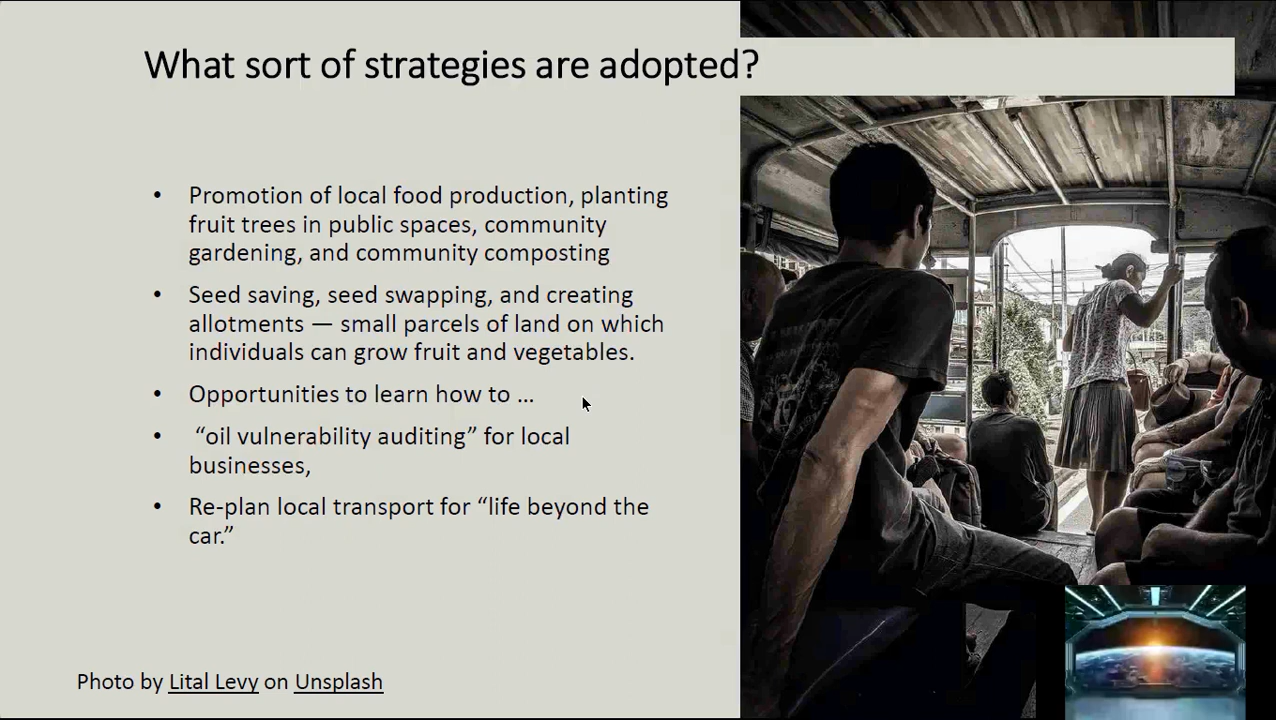 What sort of strategies are adopted?
• Promotion of local food production, planting
fruit trees in public spaces, community
gardening, and community composting
• Seed saving, seed swapping, and creating
allotments — small parcels of land on which
individuals can grow fruit and vegetables.
• Opportunities to learn how to …
• “oil vulnerability auditing” for local
businesses,
• Re-plan local transport for “life beyond the
car.”
Photo by Lital Levy on Unsplash